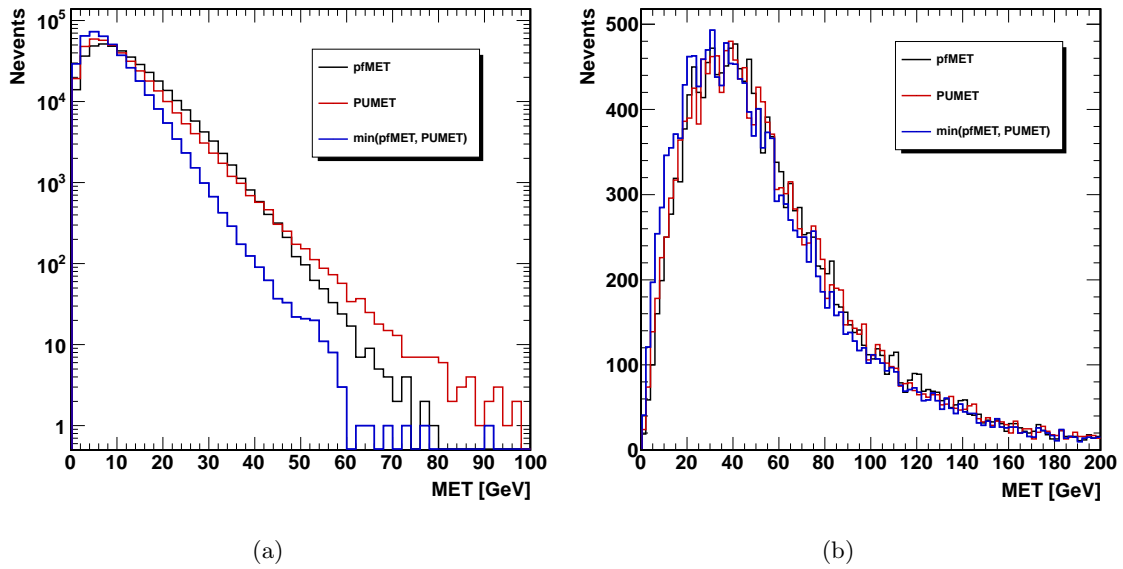 Nevents
10^5
10^4
10^3
10^2
10
1
0 10 20 30 40 50 60 70 80 90 100
MET [GeV]
pfMET
PUMET
min(pfMET, PUMET)
(a)
Nevents
500
400
300
200
100
0
0 20 40 60 80 100 120 140 160 180 200
MET [GeV]
pfMET
PUMET
min(pfMET, PUMET)
(b)